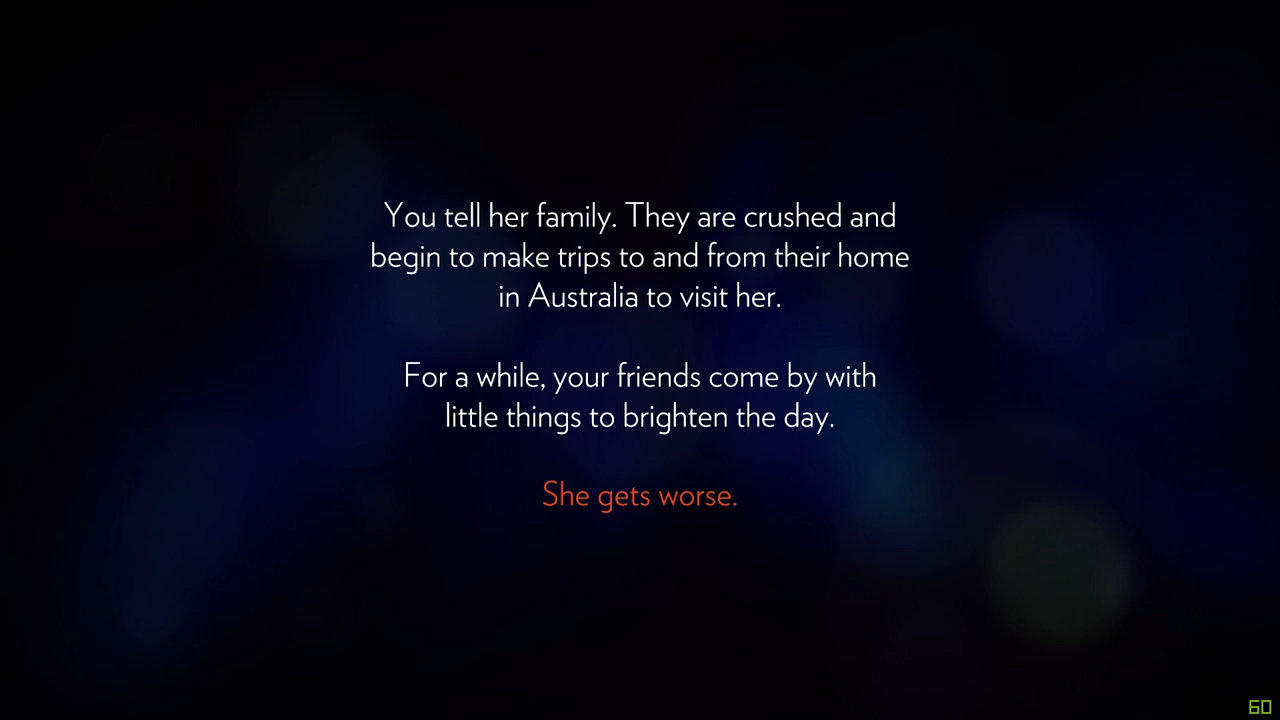 You tell her family. They are crushed and
begin to make trips to and from their home
in Australia to visit her.
For a while, your friends come by with
little things to brighten the day.
She gets worse.
60